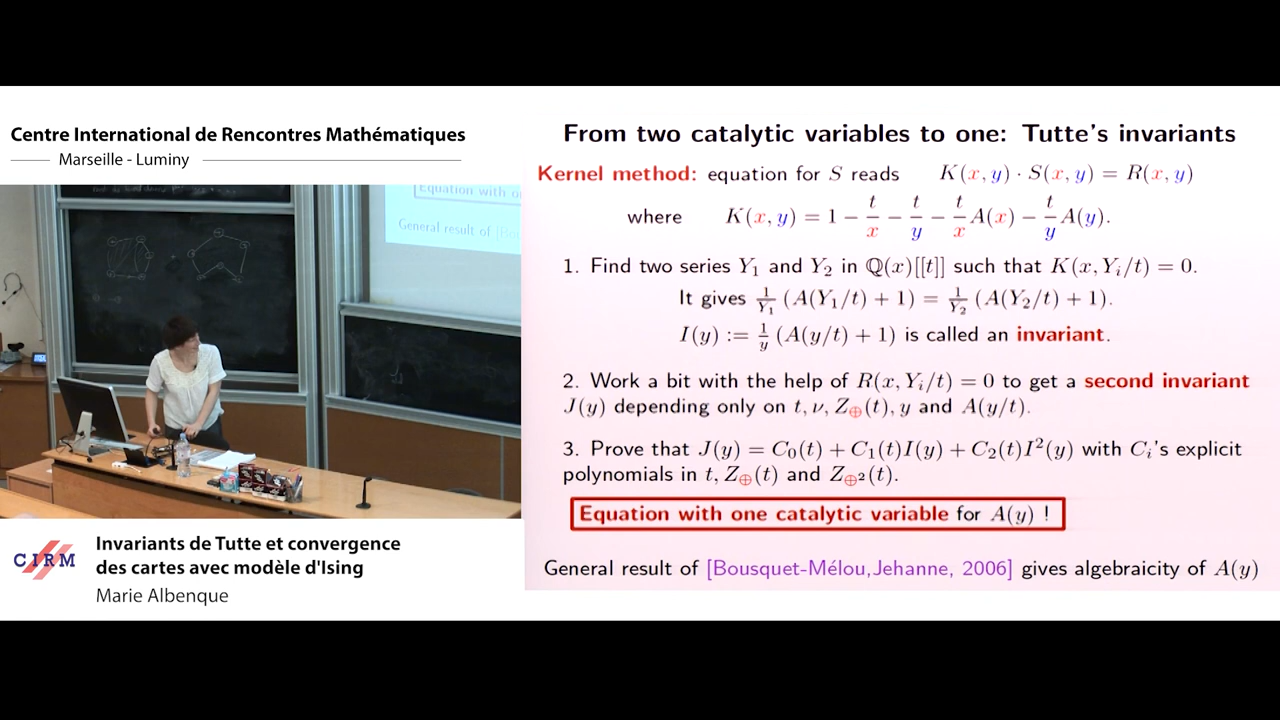 Centre International de Rencontres Mathématiques
Marseille - Luminy
Equation with o
General result of [Bo
CIRM
Invariants de Tutte et convergence
des cartes avec modèle d'Ising
Marie Albenque
From two catalytic variables to one: Tutte's invariants
Kernel method: equation for S reads K(x, y) · S(x, y) = R(x, y)
where K(x, y) = 1 − t/x − t/y − t/x A(x) − t/y A(y).
1. Find two series Y₁ and Y₂ in ℚ(x)[[t]] such that K(x, Yᵢ/t) = 0.
It gives 1/Y₁ (A(Y₁/t) + 1) = 1/Y₂ (A(Y₂/t) + 1).
I(y) := 1/y (A(y/t) + 1) is called an invariant.
2. Work a bit with the help of R(x, Yᵢ/t) = 0 to get a second invariant
J(y) depending only on t, ν, Z⊕(t), y and A(y/t).
3. Prove that J(y) = C₀(t) + C₁(t)I(y) + C₂(t)I²(y) with Cᵢ's explicit
polynomials in t, Z⊕(t) and Z⊕²(t).
Equation with one catalytic variable for A(y) !
General result of [Bousquet-Mélou,Jehanne, 2006] gives algebraicity of A(y)